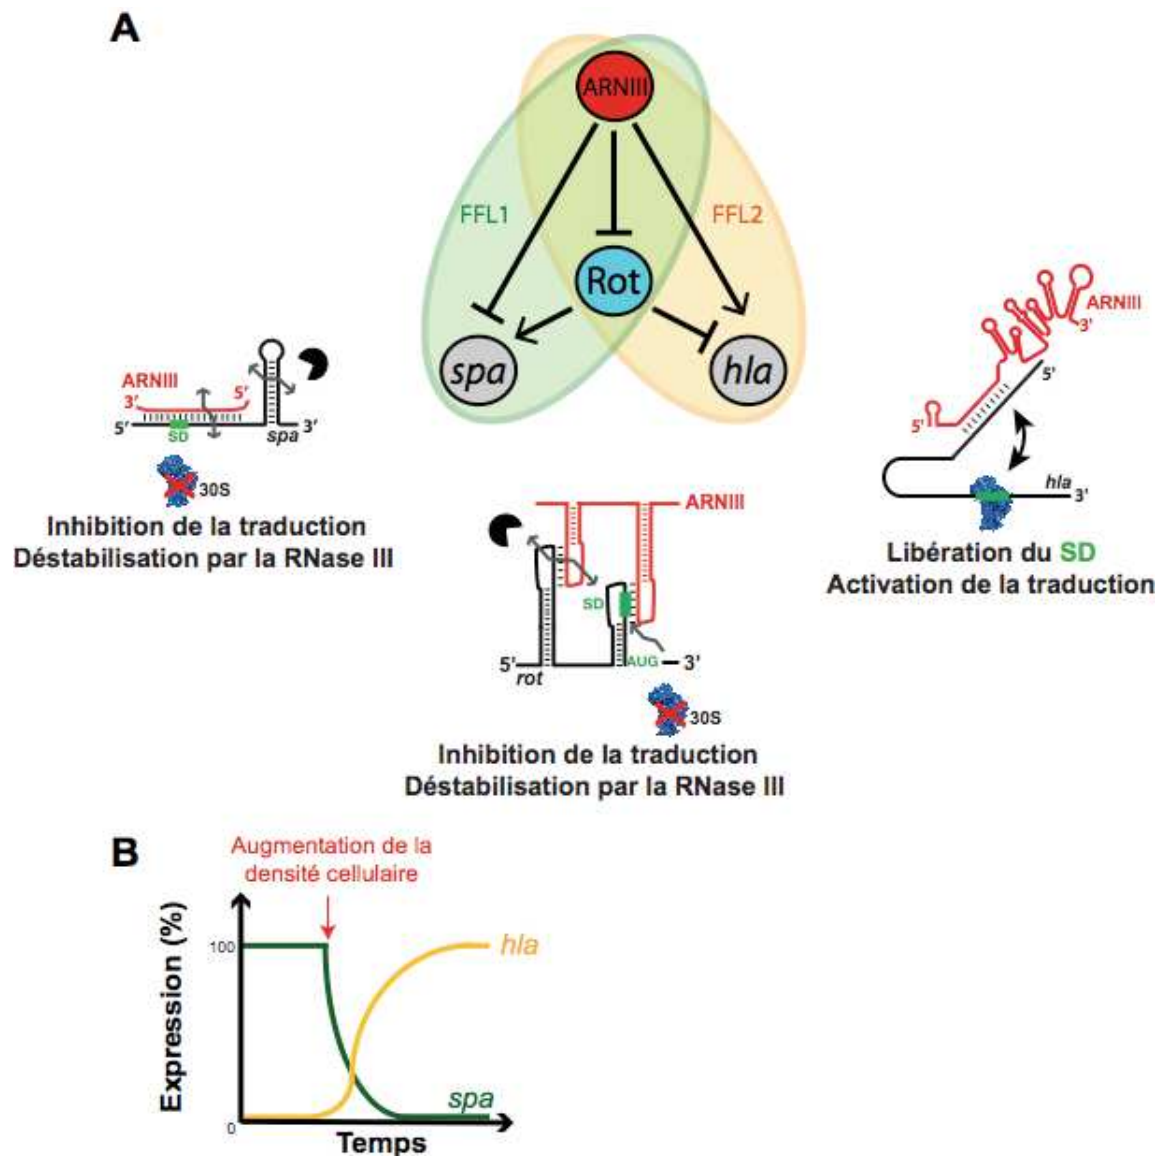 A
ARNIII
FFL1
FFL2
Rot
spa
hla
ARNIII
3'
5'
5'
SD
spa
3'
30S
Inhibition de la traduction
Déstabilisation par la RNase III
ARNIII
SD
AUG
5'
3'
rot
30S
Inhibition de la traduction
Déstabilisation par la RNase III
ARNIII
3'
5'
5'
hla
3'
Libération du SD
Activation de la traduction
B
Augmentation de la
densité cellulaire
Expression (%)
100
0
hla
spa
Temps